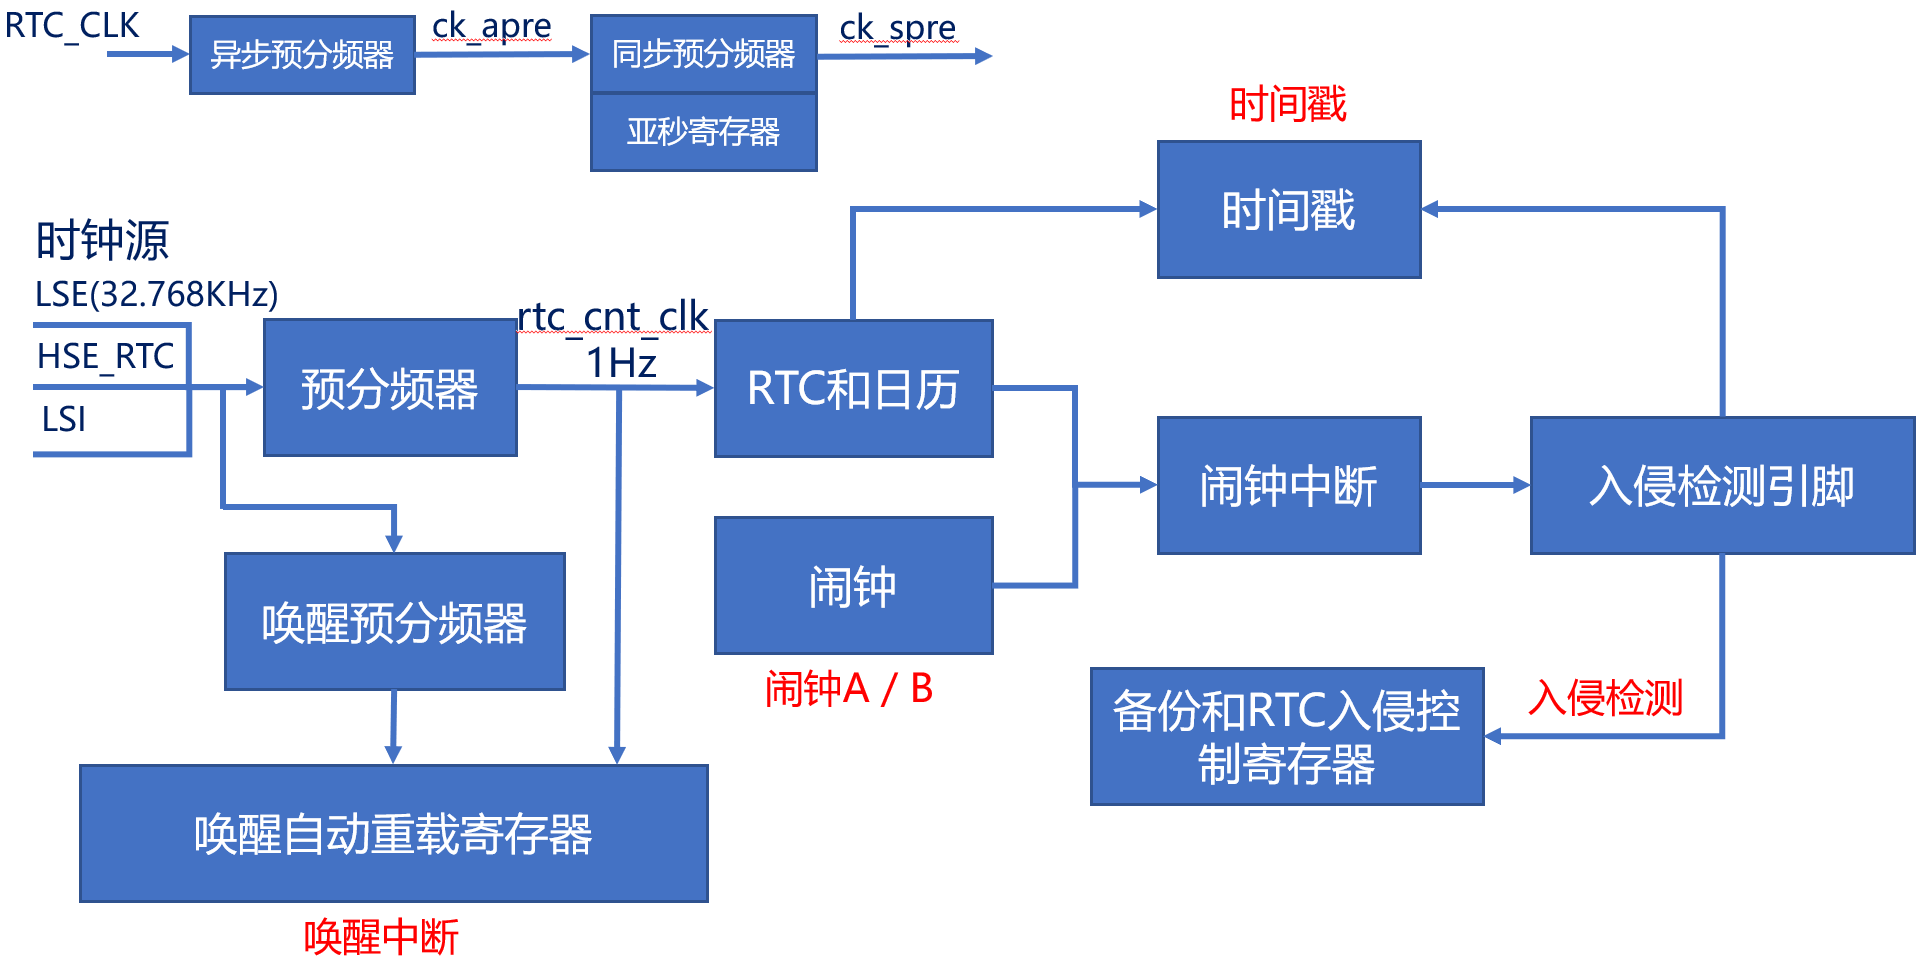 RTC_CLK
异步预分频器
ck_apre
同步预分频器
亚秒寄存器
ck_spre
时间戳
时间戳
时钟源
LSE(32.768KHz)
HSE_RTC
LSI
预分频器
rtc_cnt_clk
1Hz
RTC和日历
闹钟中断
入侵检测引脚
闹钟
闹钟A / B
唤醒预分频器
备份和RTC入侵控
制寄存器
入侵检测
唤醒自动重载寄存器
唤醒中断